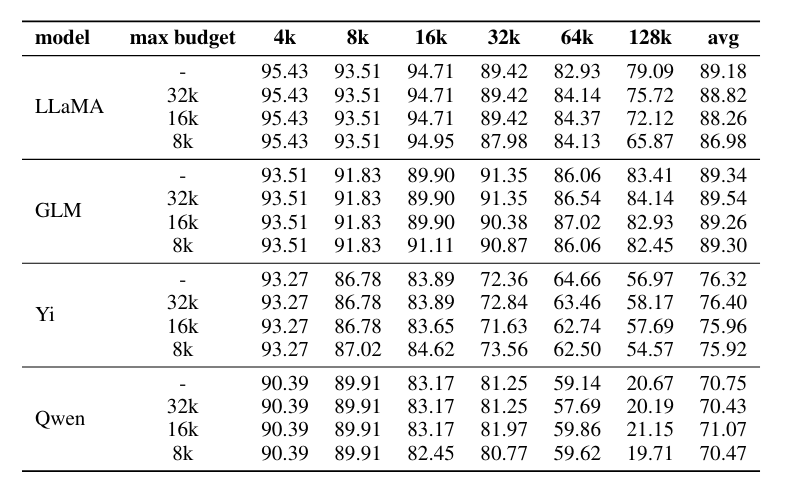 model max budget 4k 8k 16k 32k 64k 128k avg
- 95.43 93.51 94.71 89.42 82.93 79.09 89.18
32k 95.43 93.51 94.71 89.42 84.14 75.72 88.82
LLaMA
16k 95.43 93.51 94.71 89.42 84.37 72.12 88.26
8k 95.43 93.51 94.95 87.98 84.13 65.87 86.98
- 93.51 91.83 89.90 91.35 86.06 83.41 89.34
32k 93.51 91.83 89.90 91.35 86.54 84.14 89.54
GLM
16k 93.51 91.83 89.90 90.38 87.02 82.93 89.26
8k 93.51 91.83 91.11 90.87 86.06 82.45 89.30
- 93.27 86.78 83.89 72.36 64.66 56.97 76.32
32k 93.27 86.78 83.89 72.84 63.46 58.17 76.40
Yi
16k 93.27 86.78 83.65 71.63 62.74 57.69 75.96
8k 93.27 87.02 84.62 73.56 62.50 54.57 75.92
- 90.39 89.91 83.17 81.25 59.14 20.67 70.75
32k 90.39 89.91 83.17 81.25 57.69 20.19 70.43
Qwen
16k 90.39 89.91 83.17 81.97 59.86 21.15 71.07
8k 90.39 89.91 82.45 80.77 59.62 19.71 70.47